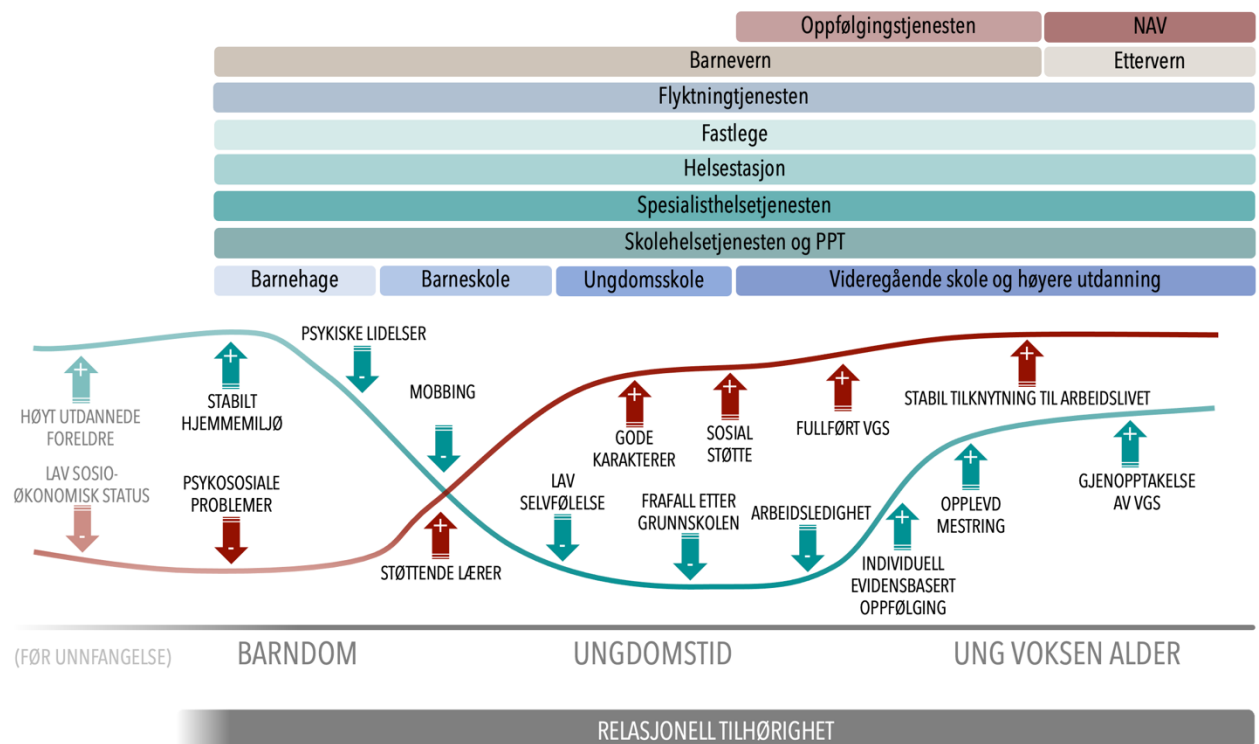 Oppfølgingstjenesten
NAV
Barnevern
Ettervern
Flyktningtjenesten
Fastlege
Helsestasjon
Spesialisthelsetjenesten
Skolehelsetjenesten og PPT
Barnehage
Barneskole
Ungdomsskole
Videregående skole og høyere utdanning
+
HØYT UTDANNEDE
FORELDRE
LAV SOSIO-
ØKONOMISK STATUS
-
+
STABILT
HJEMMEMILJØ
PSYKOSOSIALE
PROBLEMER
-
PSYKISKE LIDELSER
-
MOBBING
-
+
STØTTENDE LÆRER
LAV
SELVFØLELSE
-
+
GODE
KARAKTERER
+
SOSIAL
STØTTE
FRAFALL ETTER
GRUNNSKOLEN
-
+
FULLFØRT VGS
ARBEIDSLEDIGHET
-
+
INDIVIDUELL
EVIDENSBASERT
OPPFØLGING
+
OPPLEVD
MESTRING
+
STABIL TILKNYTNING TIL ARBEIDSLIVET
+
GJENOPPTAKELSE
AV VGS
(FØR UNNFANGELSE)
BARNDOM
UNGDOMSTID
UNG VOKSEN ALDER
RELASJONELL TILHØRIGHET